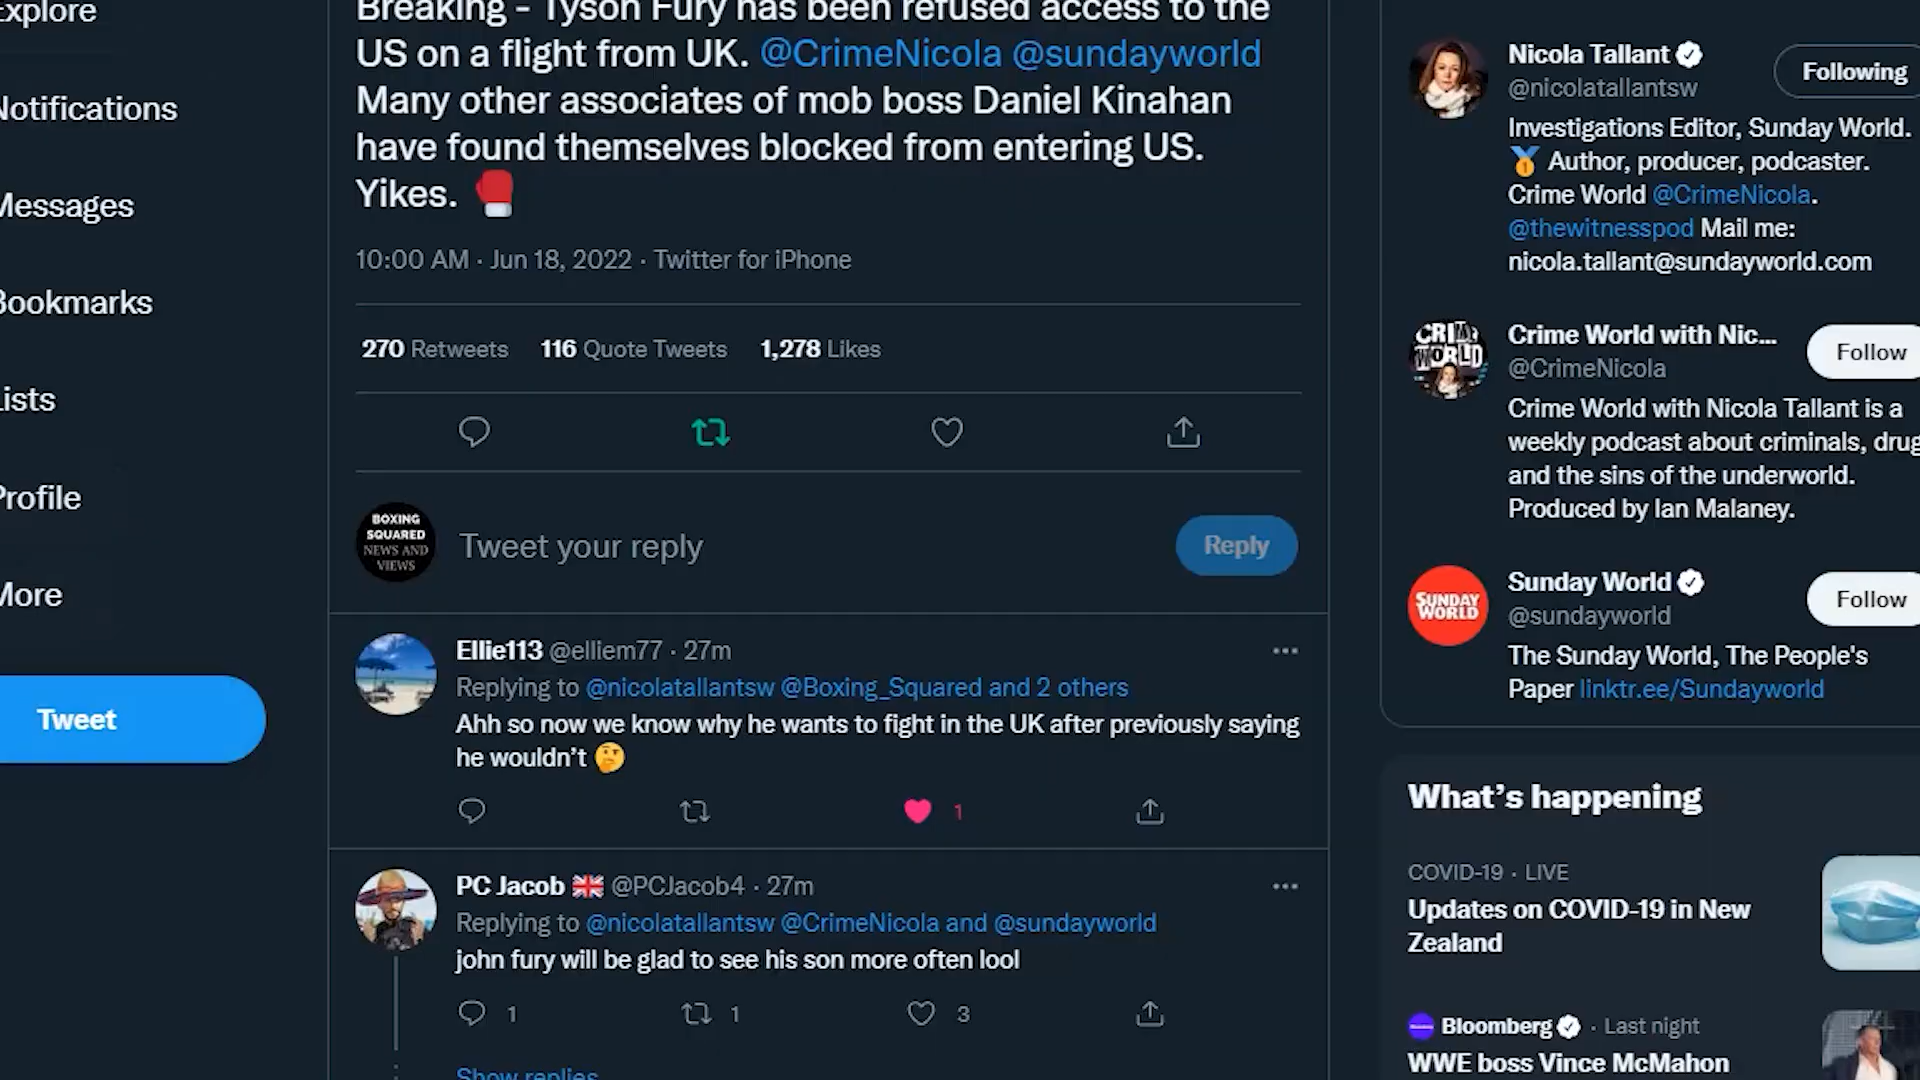 Explore
Notifications
Messages
Bookmarks
Lists
Profile
More
Tweet
Breaking - Tyson Fury has been refused access to the
US on a flight from UK. @CrimeNicola @sundayworld
Many other associates of mob boss Daniel Kinahan
have found themselves blocked from entering US.
Yikes. 🥊
10:00 AM · Jun 18, 2022 · Twitter for iPhone
270 Retweets 116 Quote Tweets 1,278 Likes
BOXING
SQUARED
NEWS AND
VIEWS
Tweet your reply
Reply
Ellie113 @elliem77 · 27m
Replying to @nicolatallantsw @Boxing_Squared and 2 others
Ahh so now we know why he wants to fight in the UK after previously saying
he wouldn't 🤔
1
PC Jacob 🇬🇧 @PCJacob4 · 27m
Replying to @nicolatallantsw @CrimeNicola and @sundayworld
john fury will be glad to see his son more often lool
1 1 3
Show replies
Nicola Tallant
Following
@nicolatallantsw
Investigations Editor, Sunday World.
🥇 Author, producer, podcaster.
Crime World @CrimeNicola.
@thewitnesspod Mail me:
nicola.tallant@sundayworld.com
CRIME
WORLD
Crime World with Nic...
Follow
@CrimeNicola
Crime World with Nicola Tallant is a
weekly podcast about criminals, drug
and the sins of the underworld.
Produced by Ian Malaney.
SUNDAY
WORLD
Sunday World
Follow
@sundayworld
The Sunday World, The People's
Paper linktr.ee/Sundayworld
What's happening
COVID-19 · LIVE
Updates on COVID-19 in New
Zealand
Bloomberg · Last night
WWE boss Vince McMahon